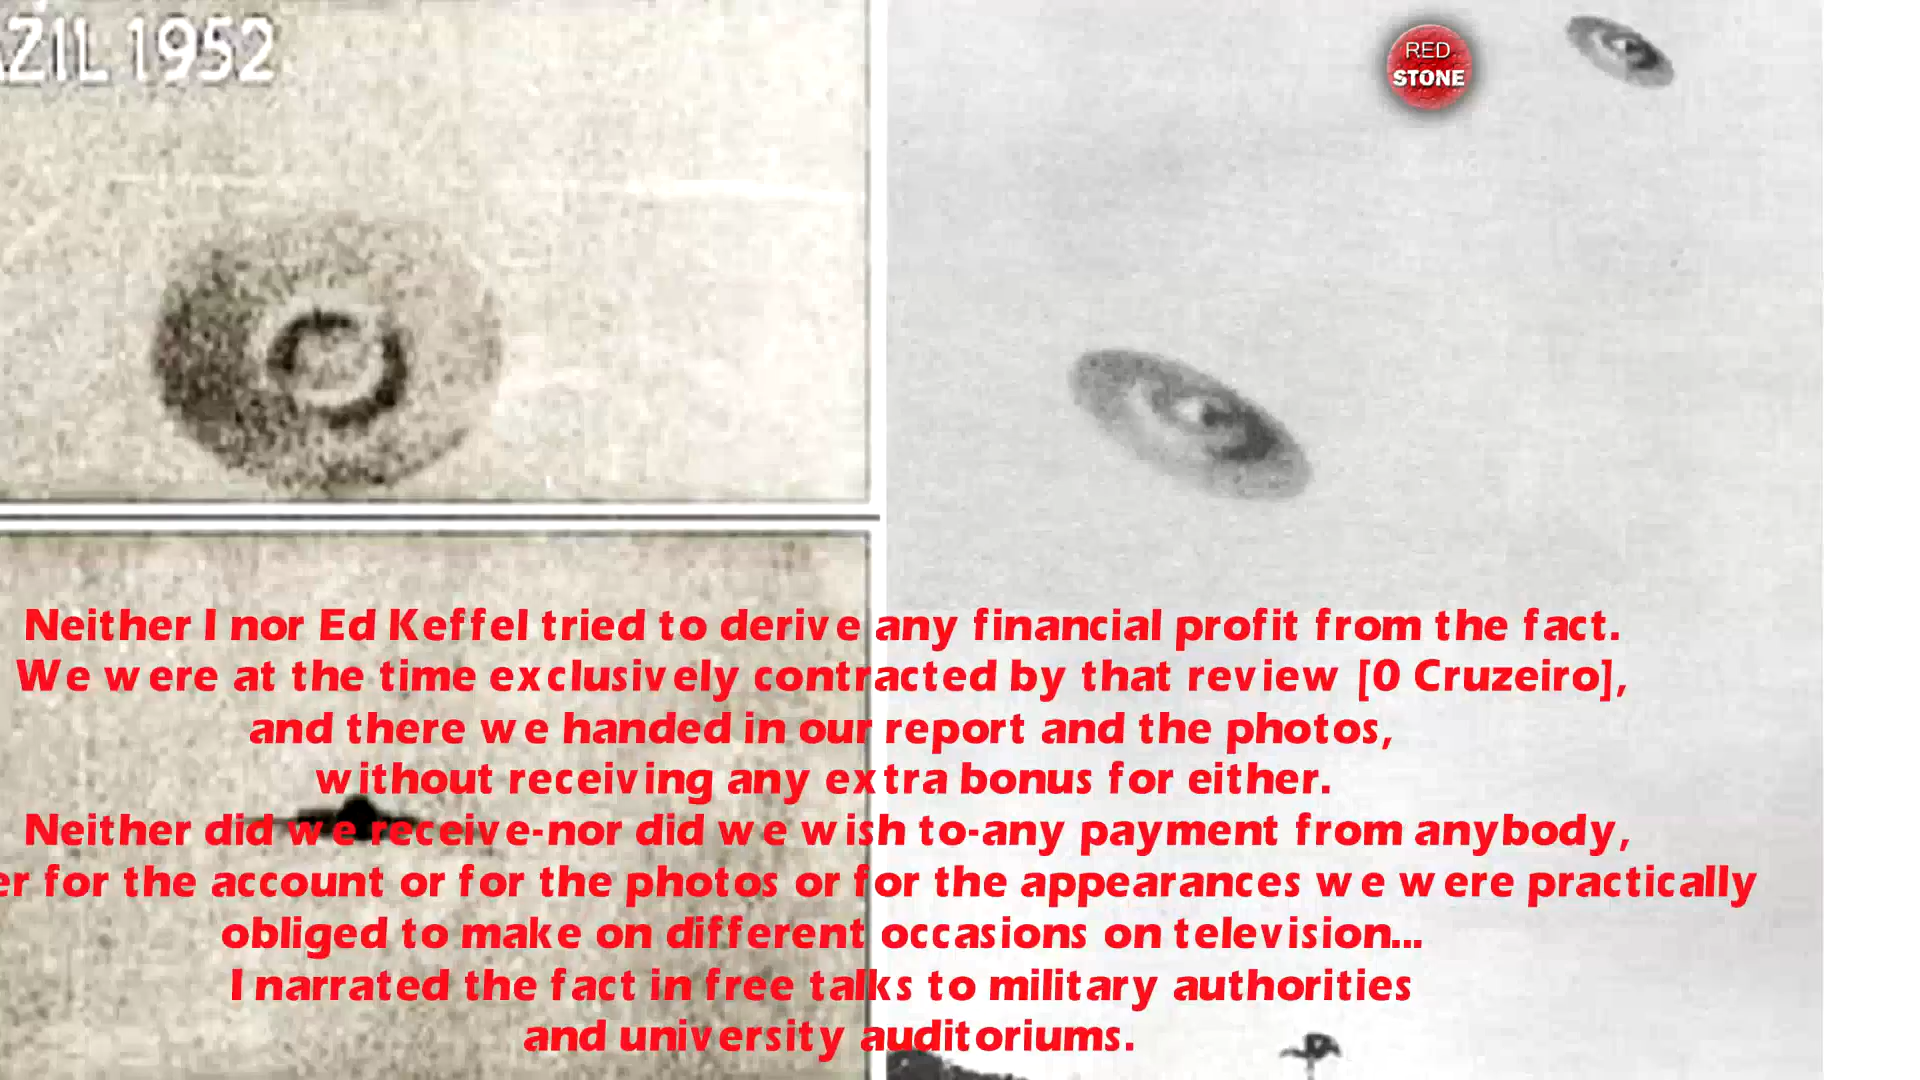 AZIL 1952
RED
STONE
Neither I nor Ed Keffel tried to derive any financial profit from the fact.
We were at the time exclusively contracted by that review [0 Cruzeiro],
and there we handed in our report and the photos,
without receiving any extra bonus for either.
Neither did we receive-nor did we wish to-any payment from anybody,
er for the account or for the photos or for the appearances we were practically
obliged to make on different occasions on television...
I narrated the fact in free talks to military authorities
and university auditoriums.